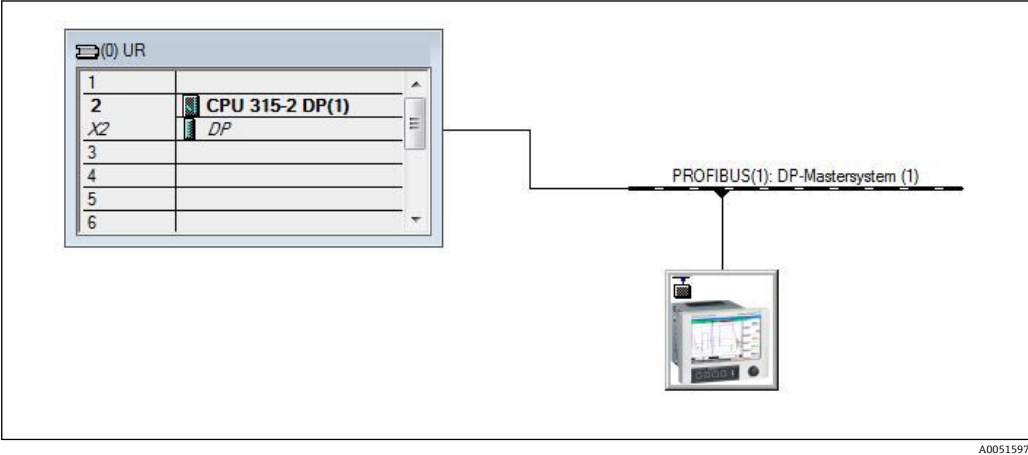 (0) UR
1
2 CPU 315-2 DP(1)
X2 DP
3
4
5
6
PROFIBUS(1): DP-Mastersystem (1)
A0051597